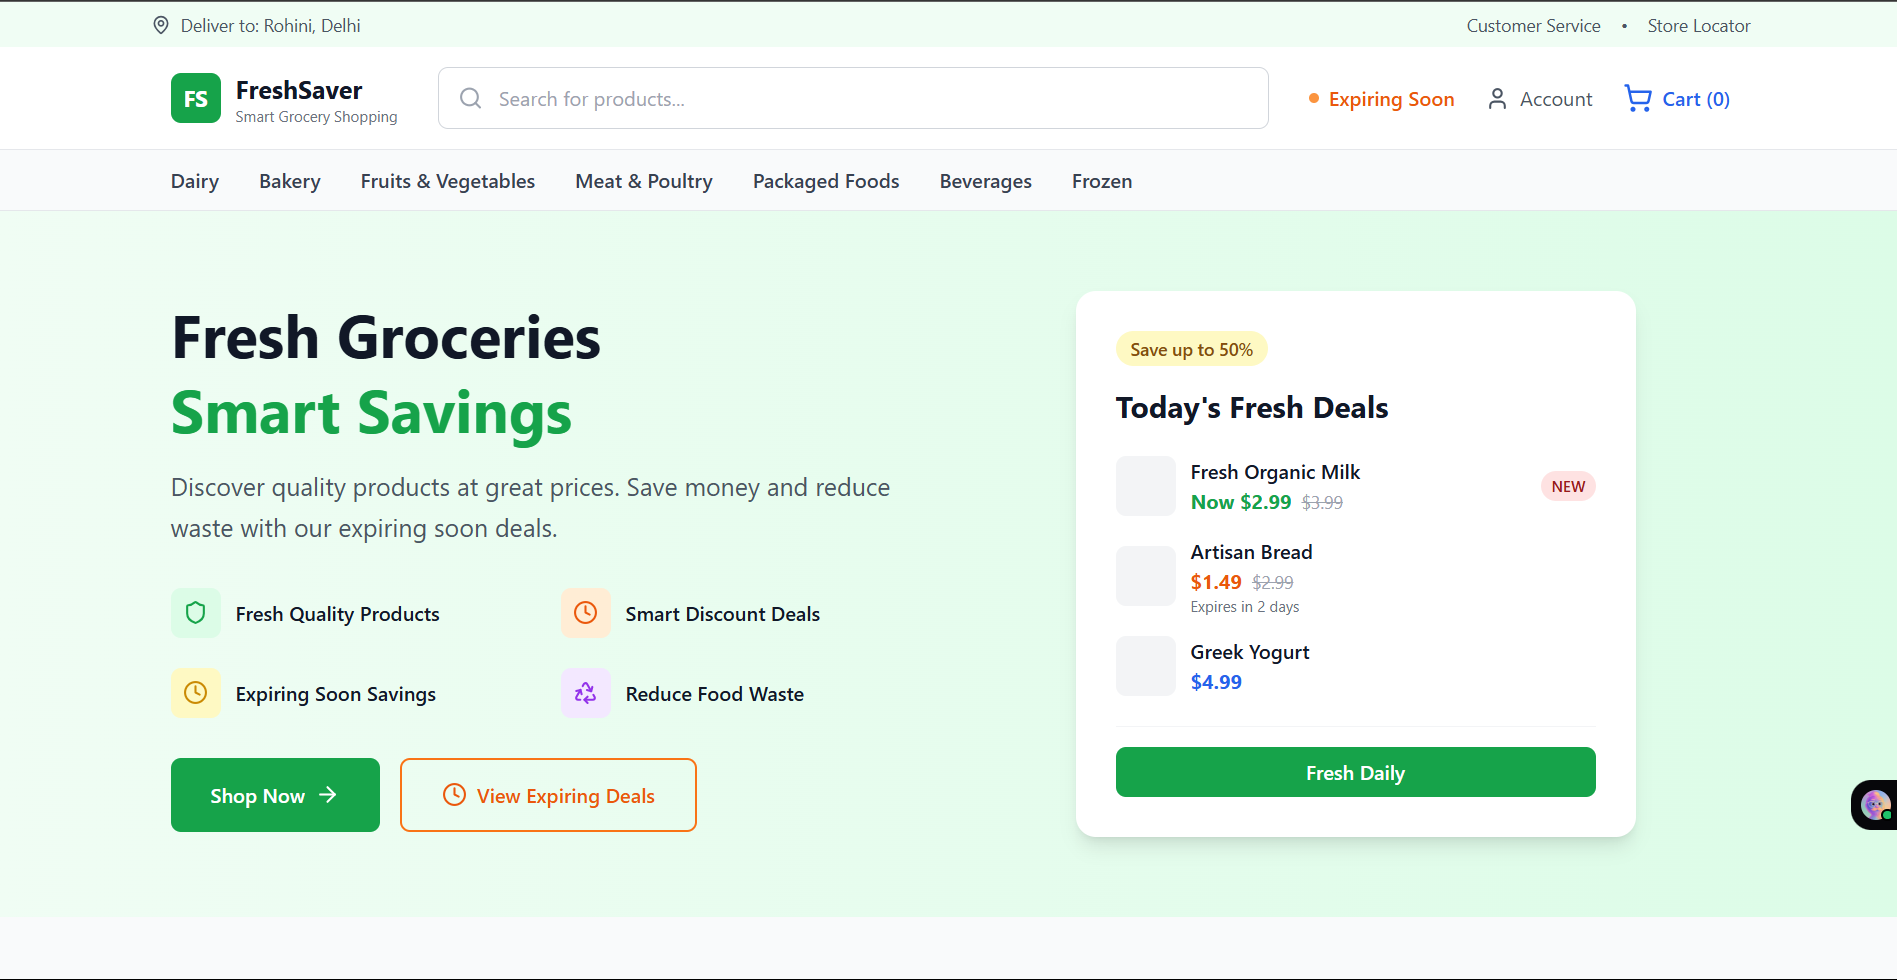 Deliver to: Rohini, Delhi
Customer Service • Store Locator
FS
FreshSaver
Smart Grocery Shopping
Search for products...
Expiring Soon
Account
Cart (0)
Dairy Bakery Fruits & Vegetables Meat & Poultry Packaged Foods Beverages Frozen
Fresh Groceries
Smart Savings
Discover quality products at great prices. Save money and reduce
waste with our expiring soon deals.
Fresh Quality Products
Smart Discount Deals
Expiring Soon Savings
Reduce Food Waste
Shop Now
View Expiring Deals
Save up to 50%
Today's Fresh Deals
Fresh Organic Milk
Now $2.99 $3.99
NEW
Artisan Bread
$1.49 $2.99
Expires in 2 days
Greek Yogurt
$4.99
Fresh Daily